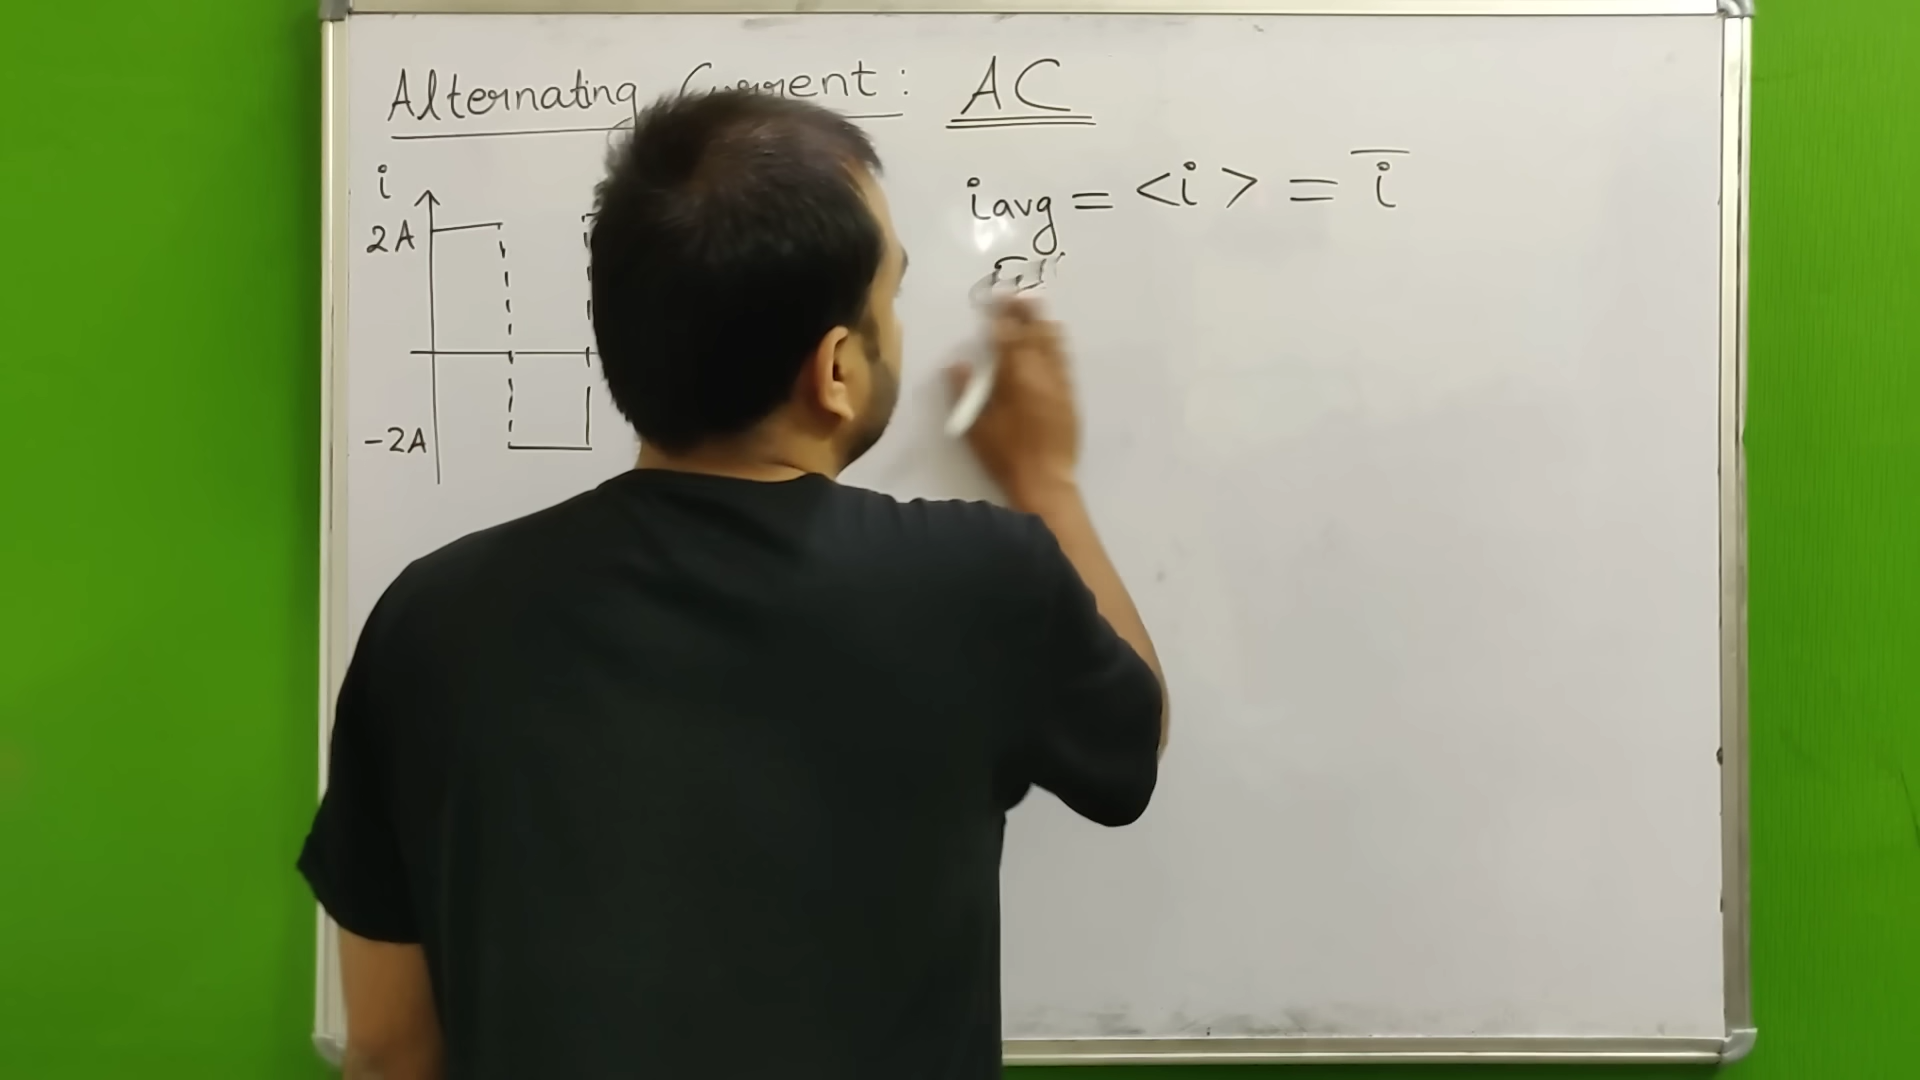 Alternating Current : AC
i
2A
-2A
iavg = <i> = i̅